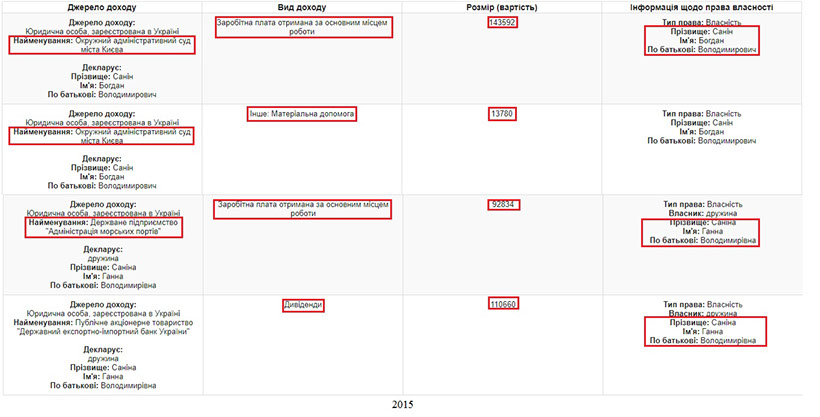 Джерело доходу Вид доходу Розмір (вартість) Інформація щодо права власності
Джерело доходу:
Юридична особа, зареєстрована в Україні
Найменування: Окружний адміністративний суд
міста Києва
Декларує:
Прізвище: Санін
Ім'я: Богдан
По батькові: Володимирович
Заробітна плата отримана за основним місцем
роботи
143592
Тип права: Власність
Прізвище: Санін
Ім'я: Богдан
По батькові: Володимирович
Джерело доходу:
Юридична особа, зареєстрована в Україні
Найменування: Окружний адміністративний суд
міста Києва
Декларує:
Прізвище: Санін
Ім'я: Богдан
По батькові: Володимирович
Інше: Матеріальна допомога
13780
Тип права: Власність
Прізвище: Санін
Ім'я: Богдан
По батькові: Володимирович
Джерело доходу:
Юридична особа, зареєстрована в Україні
Найменування: Державне підприємство
"Адміністрація морських портів"
Декларує:
дружина
Прізвище: Саніна
Ім'я: Ганна
По батькові: Володимирівна
Заробітна плата отримана за основним місцем
роботи
92834
Тип права: Власність
Власник: дружина
Прізвище: Саніна
Ім'я: Ганна
По батькові: Володимирівна
Джерело доходу:
Юридична особа, зареєстрована в Україні
Найменування: Публічне акціонерне товариство
"Державний експортно-імпортний банк України"
Декларує:
дружина
Прізвище: Саніна
Ім'я: Ганна
По батькові: Володимирівна
Дивіденди
110660
Тип права: Власність
Власник: дружина
Прізвище: Саніна
Ім'я: Ганна
По батькові: Володимирівна
2015